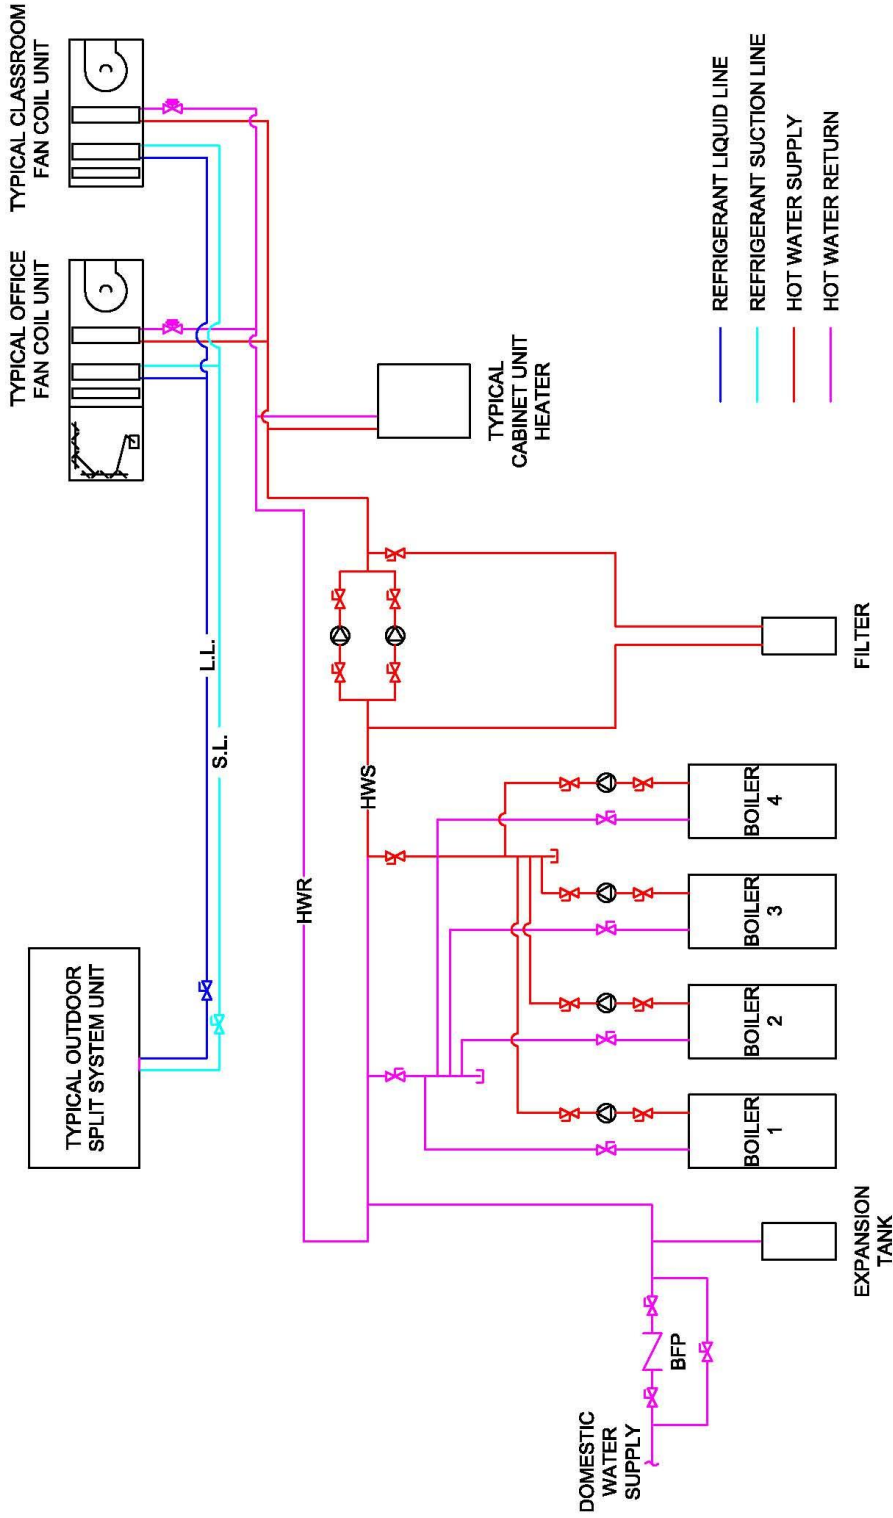 TYPICAL OUTDOOR
SPLIT SYSTEM UNIT
TYPICAL OFFICE
FAN COIL UNIT
TYPICAL CLASSROOM
FAN COIL UNIT
L.L.
S.L.
HWR
HWS
TYPICAL
CABINET UNIT
HEATER
DOMESTIC
WATER
SUPPLY
BFP
EXPANSION
TANK
BOILER
1
BOILER
2
BOILER
3
BOILER
4
FILTER
REFRIGERANT LIQUID LINE
REFRIGERANT SUCTION LINE
HOT WATER SUPPLY
HOT WATER RETURN